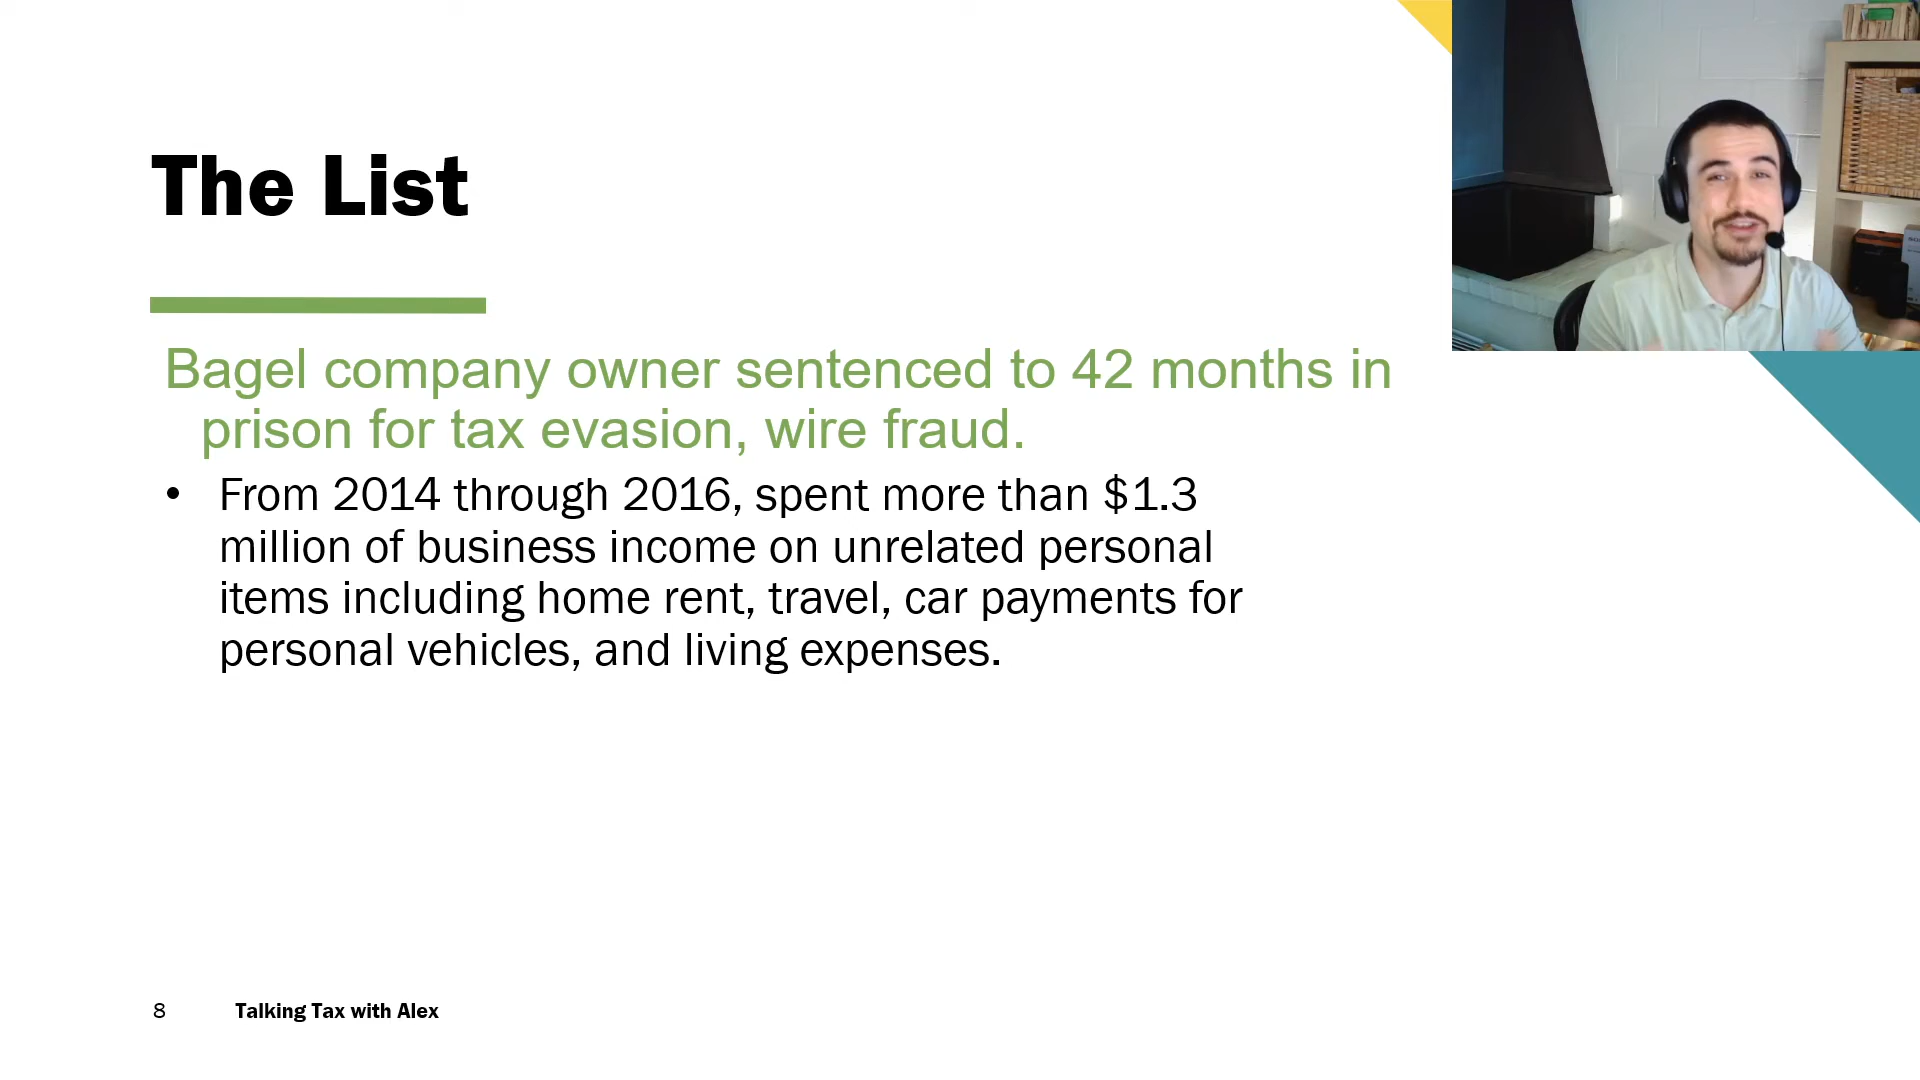 The List
Bagel company owner sentenced to 42 months in
prison for tax evasion, wire fraud.
• From 2014 through 2016, spent more than $1.3
million of business income on unrelated personal
items including home rent, travel, car payments for
personal vehicles, and living expenses.
8 Talking Tax with Alex